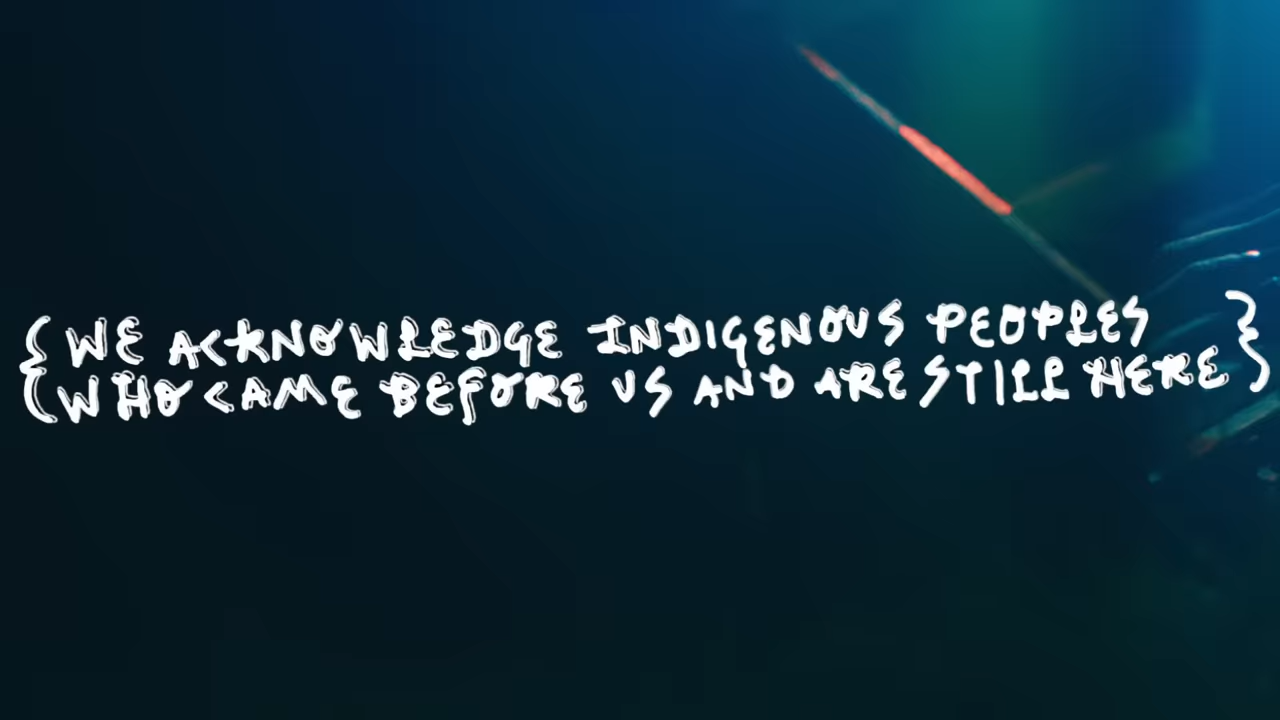 { WE ACKNOWLEDGE INDIGENOUS PEOPLES
WHO CAME BEFORE US AND ARE STILL HERE }